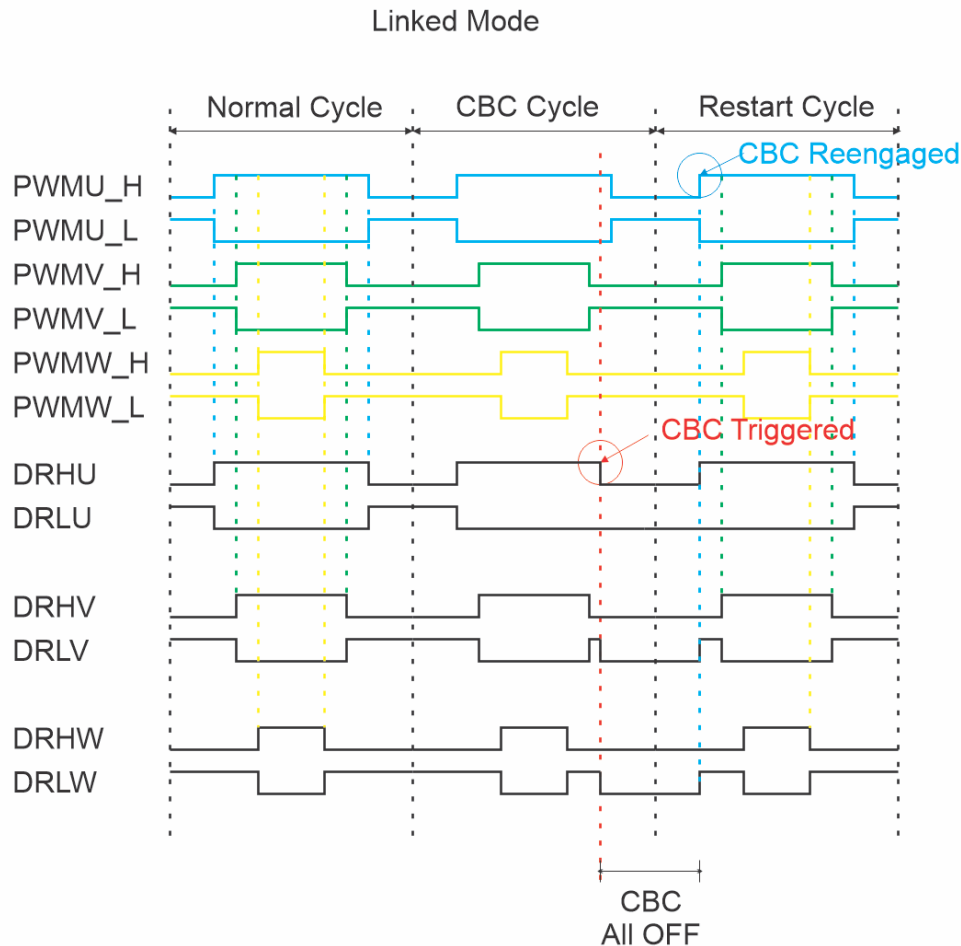 Linked Mode
Normal Cycle
CBC Cycle
Restart Cycle
CBC Reengaged
PWMU_H
PWMU_L
PWMV_H
PWMV_L
PWMW_H
PWMW_L
CBC Triggered
DRHU
DRLU
DRHV
DRLV
DRHW
DRLW
CBC
All OFF